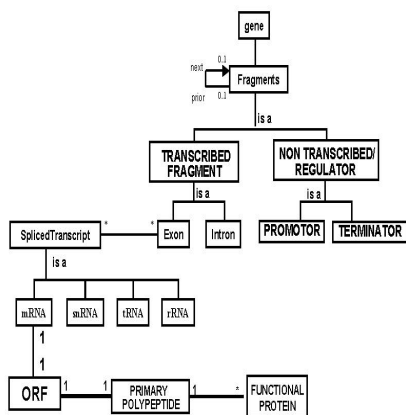 gene
next
0..1
Fragments
prior
0..1
is a
TRANSCRIBED
FRAGMENT
NON TRANSCRIBED/
REGULATOR
is a
is a
SplicedTranscript
*
*
Exon
Intron
PROMOTOR
TERMINATOR
is a
mRNA
snRNA
tRNA
rRNA
1
1
ORF
1
1
PRIMARY
POLYPEPTIDE
1
*
FUNCTIONAL
PROTEIN